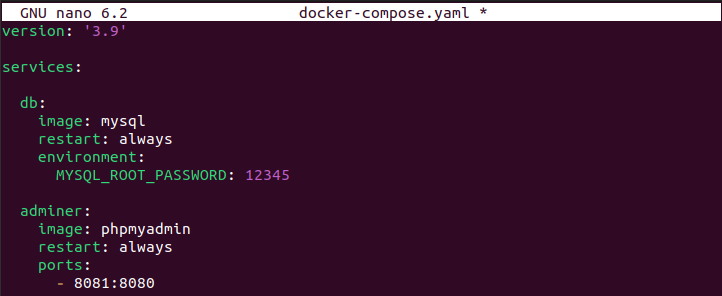 GNU nano 6.2 docker-compose.yaml *
version: '3.9'
services:
db:
image: mysql
restart: always
environment:
MYSQL_ROOT_PASSWORD: 12345
adminer:
image: phpmyadmin
restart: always
ports:
- 8081:8080